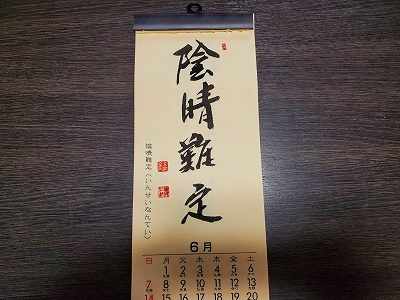 陰晴難定
陰晴難定〈いんせいなんてい〉
6月
日 月 火 水 木 金 土
1 2 3 4 5 6
7 8 9 10 11 12 13
14 15 16 17 18 19 20